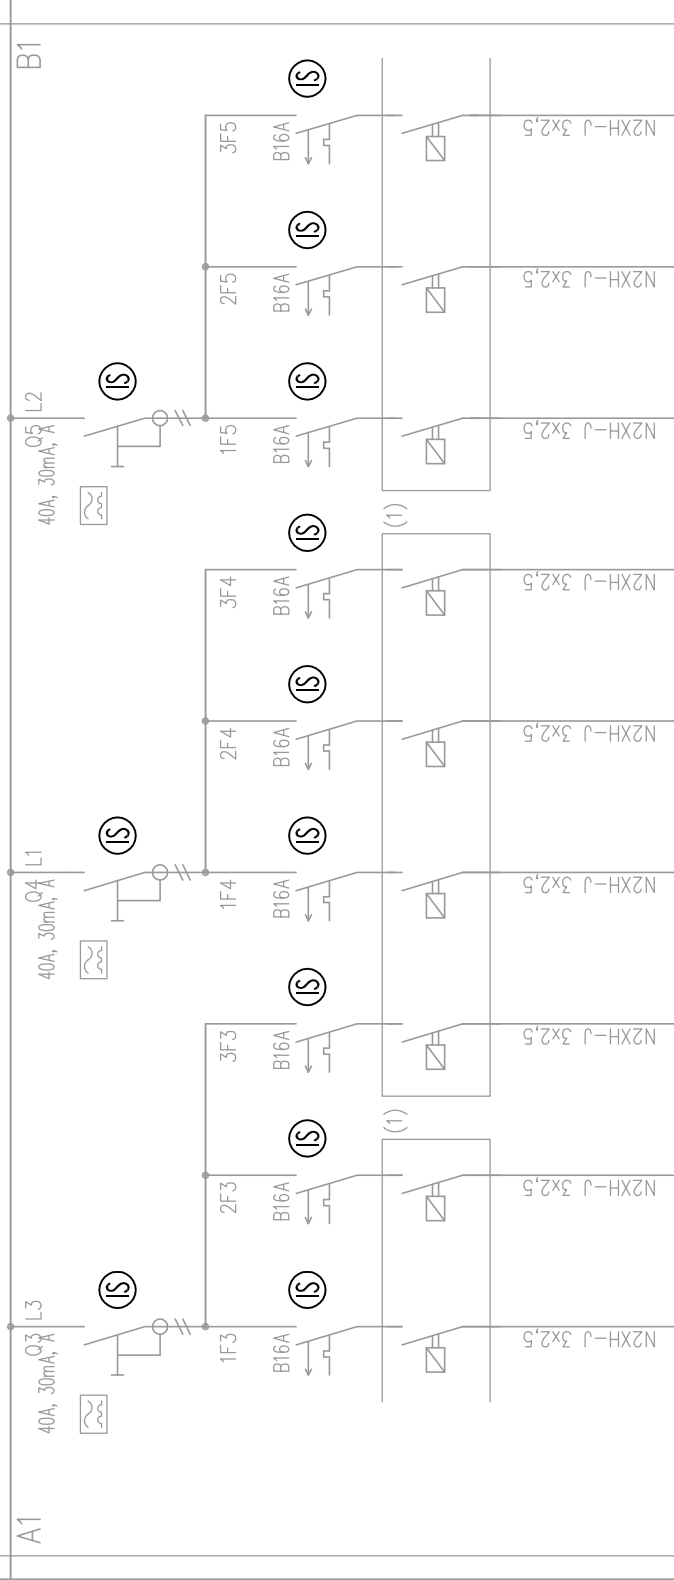 A1
B1
L3
Q3
40A, 30mA, A
IS
L1
Q4
40A, 30mA, A
IS
L2
Q5
40A, 30mA, A
IS
1F3
2F3
3F3
1F4
2F4
3F4
1F5
2F5
3F5
B16A
IS
B16A
IS
B16A
IS
B16A
IS
B16A
IS
B16A
IS
B16A
IS
B16A
IS
B16A
IS
(1)
(1)
N2XH-J 3x2,5
N2XH-J 3x2,5
N2XH-J 3x2,5
N2XH-J 3x2,5
N2XH-J 3x2,5
N2XH-J 3x2,5
N2XH-J 3x2,5
N2XH-J 3x2,5
N2XH-J 3x2,5